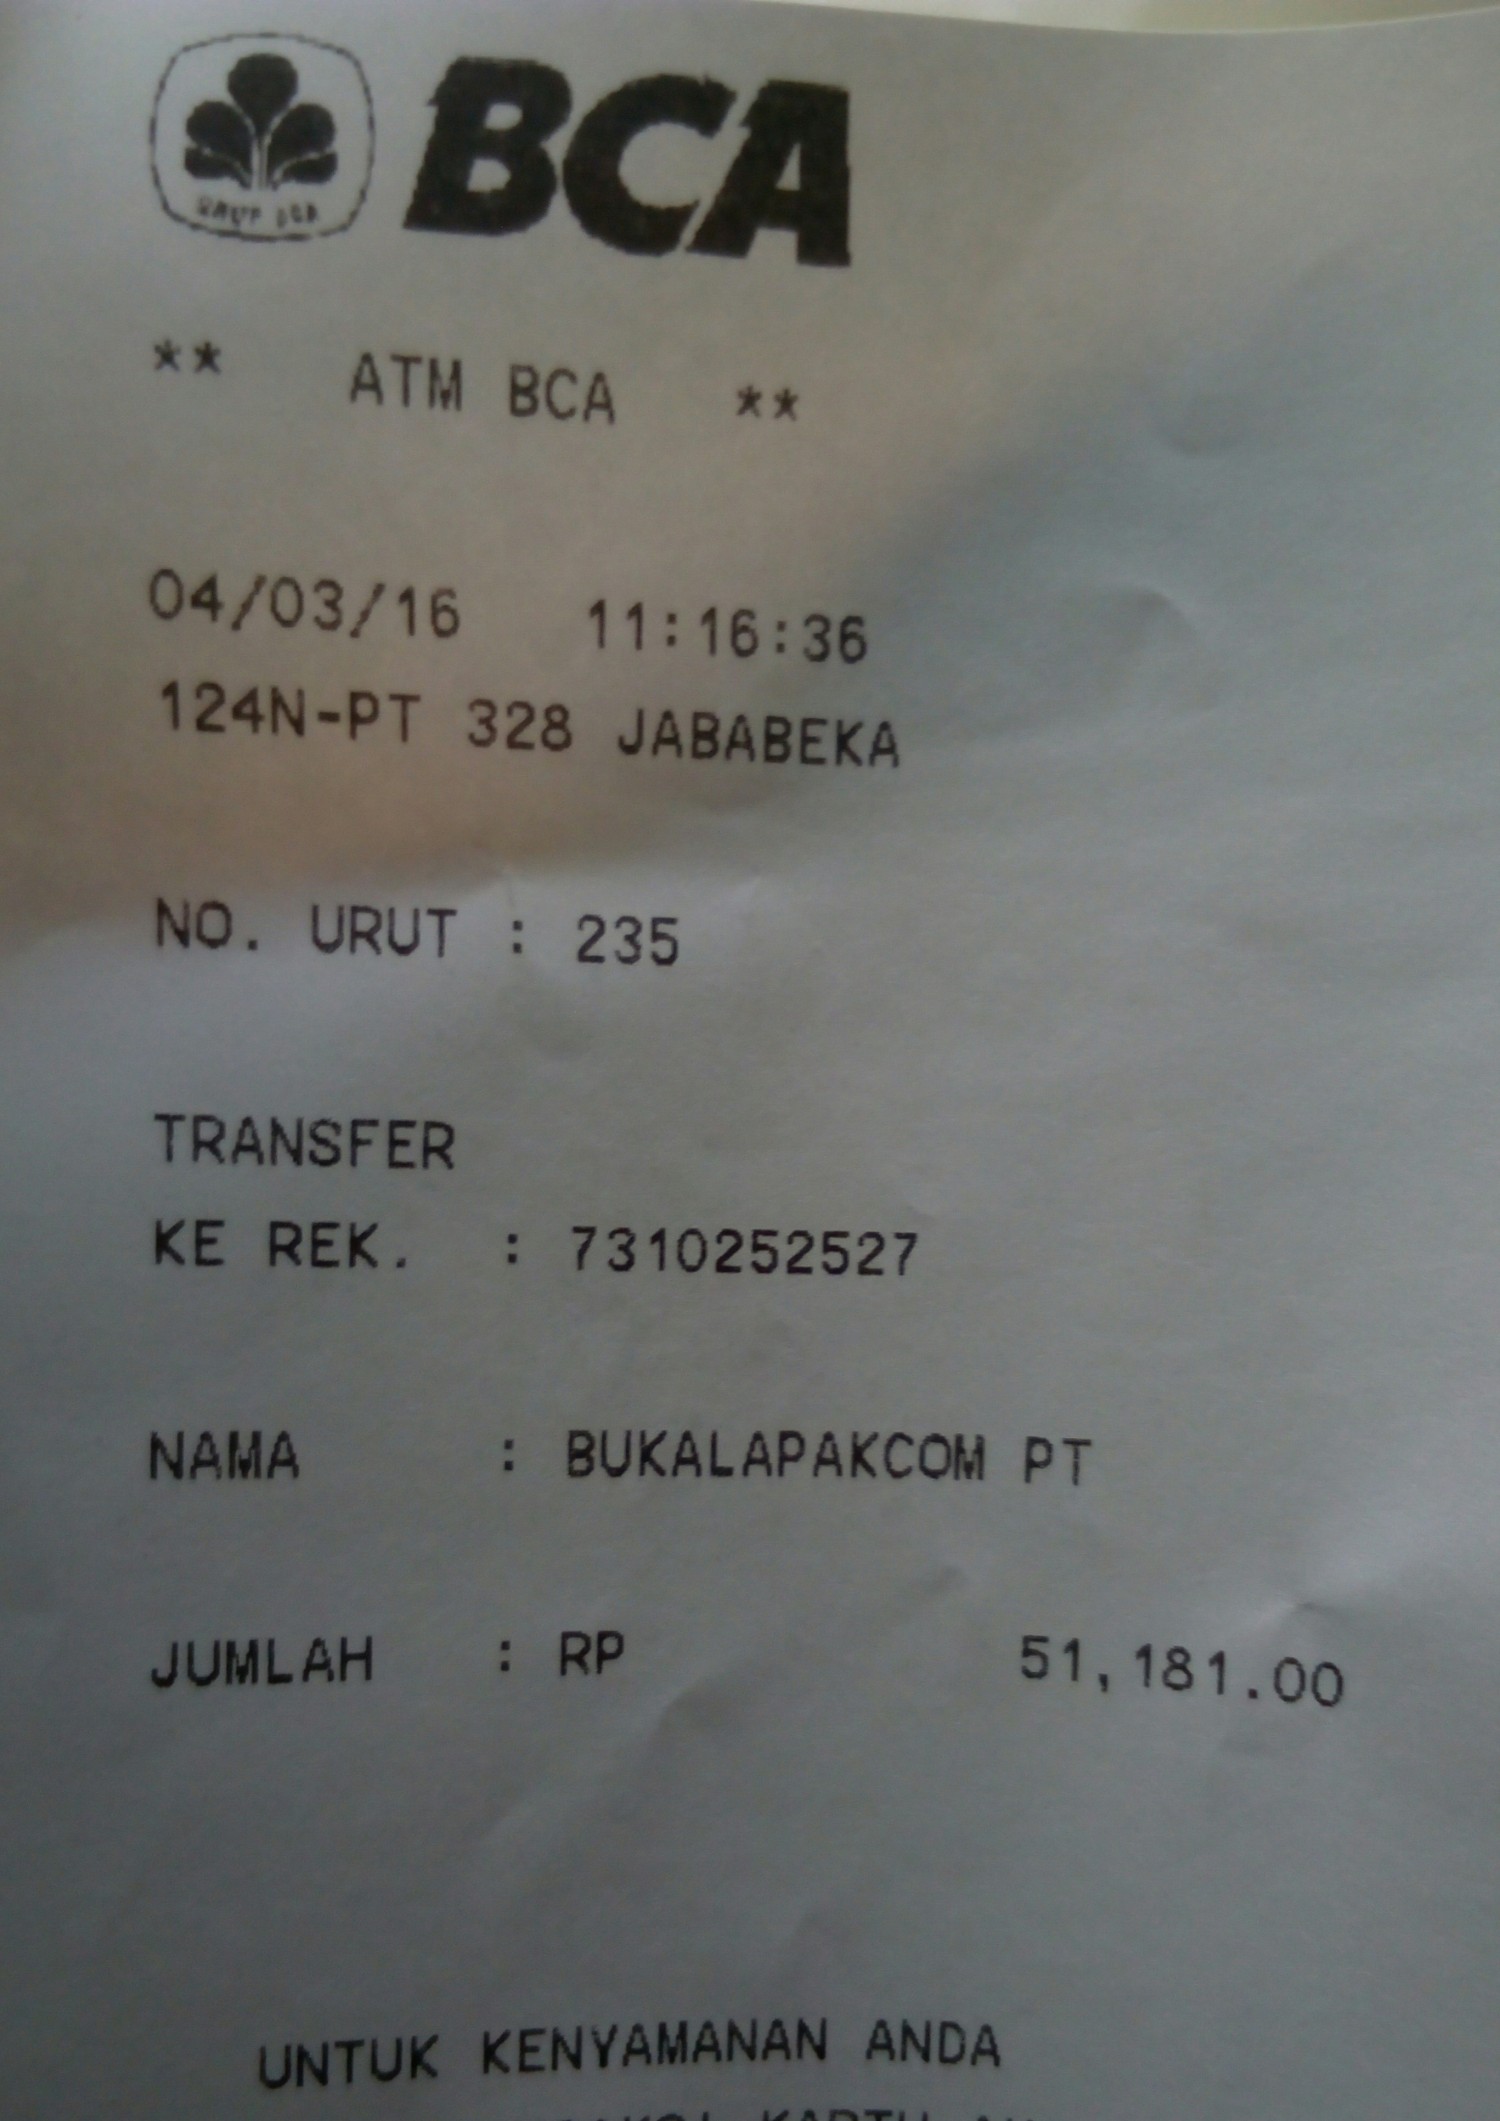 BCA
** ATM BCA **
04/03/16 11:16:36
124N-PT 328 JABABEKA
NO. URUT : 235
TRANSFER
KE REK. : 7310252527
NAMA : BUKALAPAKCOM PT
JUMLAH : RP 51,181.00
UNTUK KENYAMANAN ANDA
KARTU